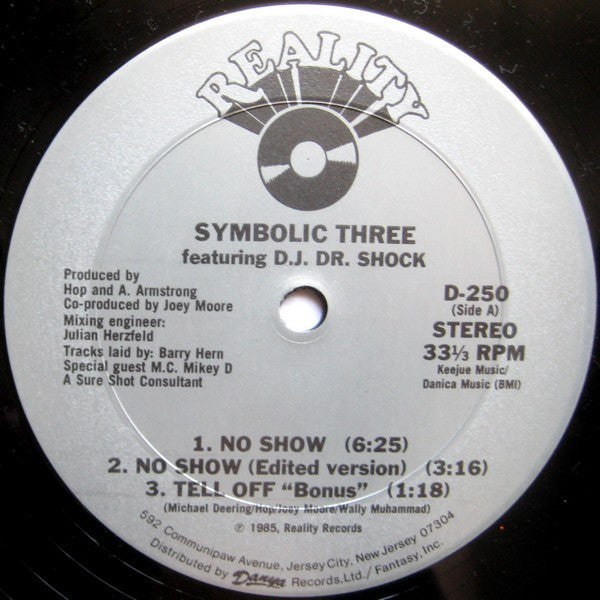 REALITY
SYMBOLIC THREE
featuring D.J. DR. SHOCK
Produced by
Hop and A. Armstrong
Co-produced by Joey Moore
Mixing engineer:
Julian Herzfeld
Tracks laid by: Barry Hern
Special guest M.C. Mikey D
A Sure Shot Consultant
D-250
(Side A)
STEREO
33⅓ RPM
Keejue Music/
Danica Music (BMI)
1. NO SHOW (6:25)
2. NO SHOW (Edited version) (3:16)
3. TELL OFF “Bonus” (1:18)
(Michael Deering/Hop/Joey Moore/Wally Muhammad)
℗ 1985, Reality Records
592 Communipaw Avenue, Jersey City, New Jersey 07304
Distributed by Danya Records.Ltd./ Fantasy, Inc.